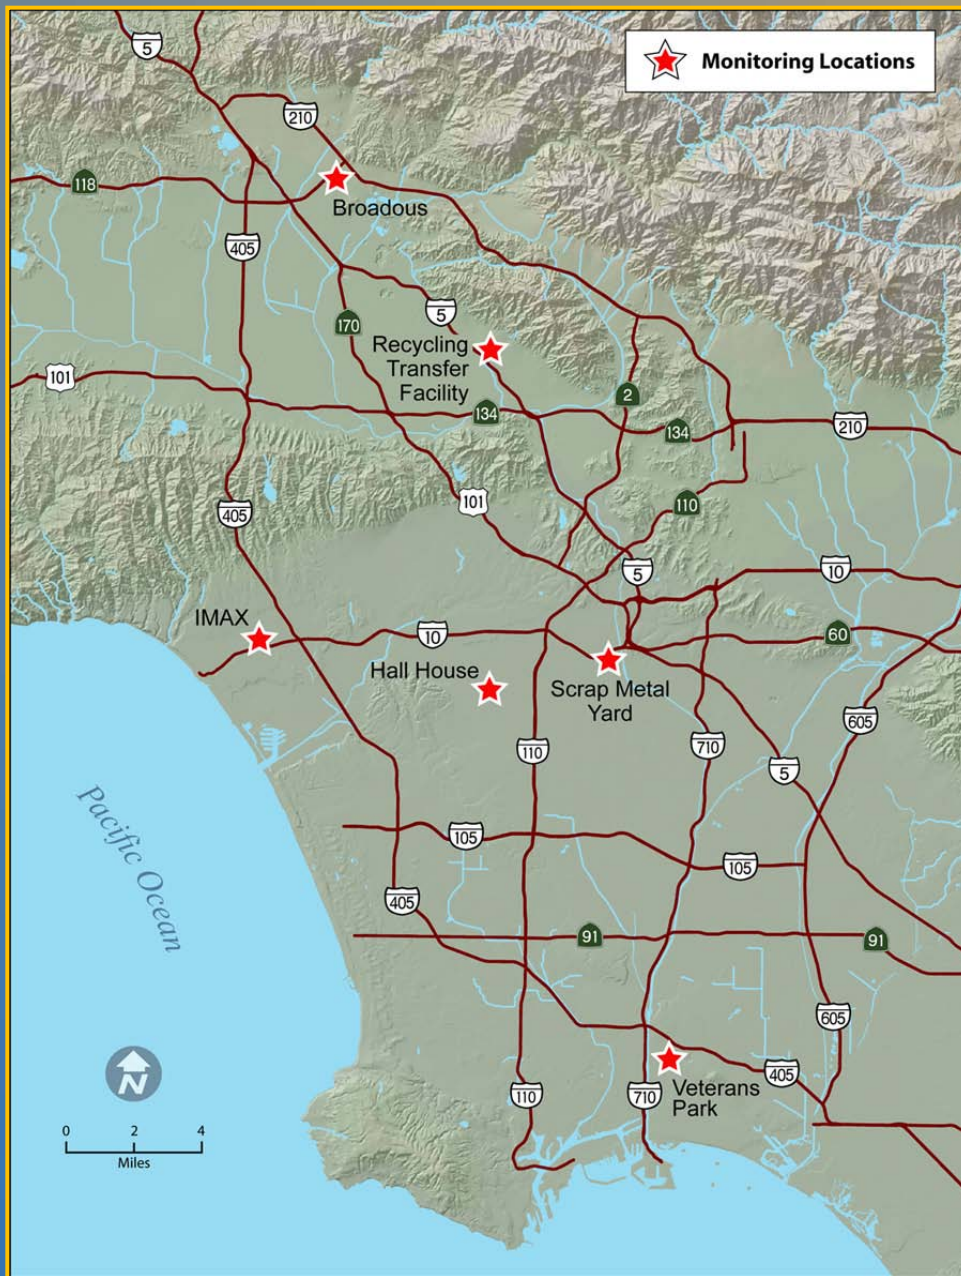 Monitoring Locations
5
210
118
Broadous
405
5
170
Recycling
Transfer
Facility
101
2
134
134
210
101
110
405
5
10
IMAX
10
60
Hall House
Scrap Metal
Yard
605
110
710
5
Pacific Ocean
105
105
405
91
91
605
N
405
Veterans
Park
110
710
0 2 4
Miles